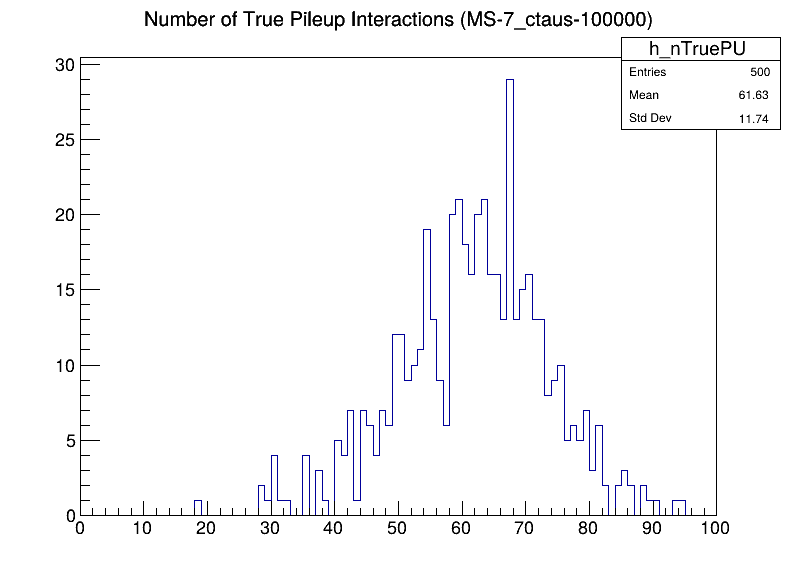 Number of True Pileup Interactions (MS-7_ctaus-100000)
h_nTruePU
Entries 500
Mean 61.63
Std Dev 11.74
30
25
20
15
10
5
0
0 10 20 30 40 50 60 70 80 90 100